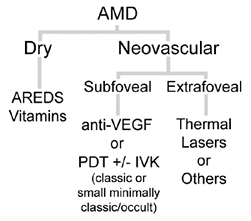 AMD
Dry
Neovascular
Subfoveal
Extrafoveal
AREDS
Vitamins
anti-VEGF
or
PDT +/- IVK
(classic or
small minimally
classic/occult)
Thermal
Lasers
or
Others